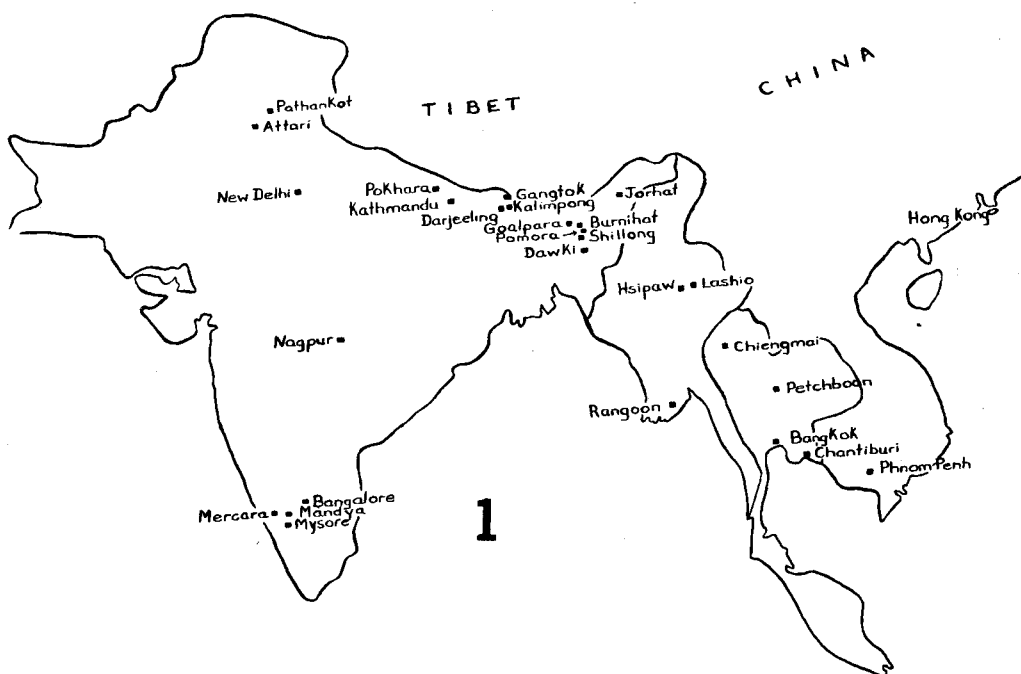 CHINA
TIBET
Pathankot
Attari
New Delhi
Pokhara
Kathmandu
Gangtok
Kalimpong
Darjeeling
Jorhat
Goalpara
Burnihat
Pomora →
Shillong
Dawki
Hong Kong
Hsipaw
Lashio
Nagpur
Chiengmai
Petchboon
Rangoon
Bangkok
Chantiburi
Phnom Penh
Bangalore
Mercara
Mandya
Mysore
1